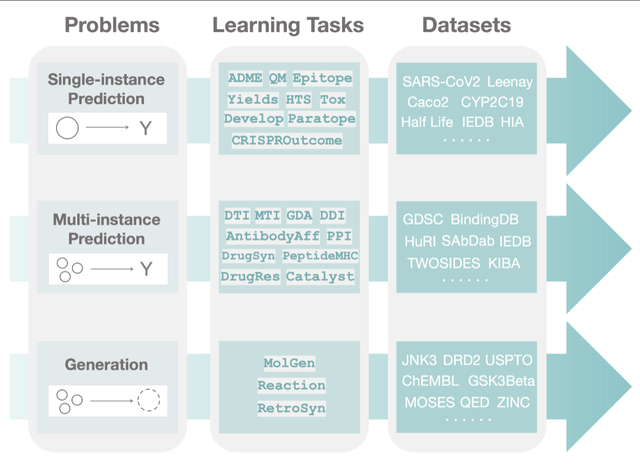 Problems
Learning Tasks
Datasets
Single-instance
Prediction
Y
ADME QM Epitope
Yields HTS Tox
Develop Paratope
CRISPROutcome
SARS-CoV2 Leenay
Caco2 CYP2C19
Half Life IEDB HIA
· · · · · ·
Multi-instance
Prediction
Y
DTI MTI GDA DDI
AntibodyAff PPI
DrugSyn PeptideMHC
DrugRes Catalyst
GDSC BindingDB
HuRI SAbDab IEDB
TWOSIDES KIBA
· · · · · ·
Generation
MolGen
Reaction
RetroSyn
JNK3 DRD2 USPTO
ChEMBL GSK3Beta
MOSES QED ZINC
· · · · · ·